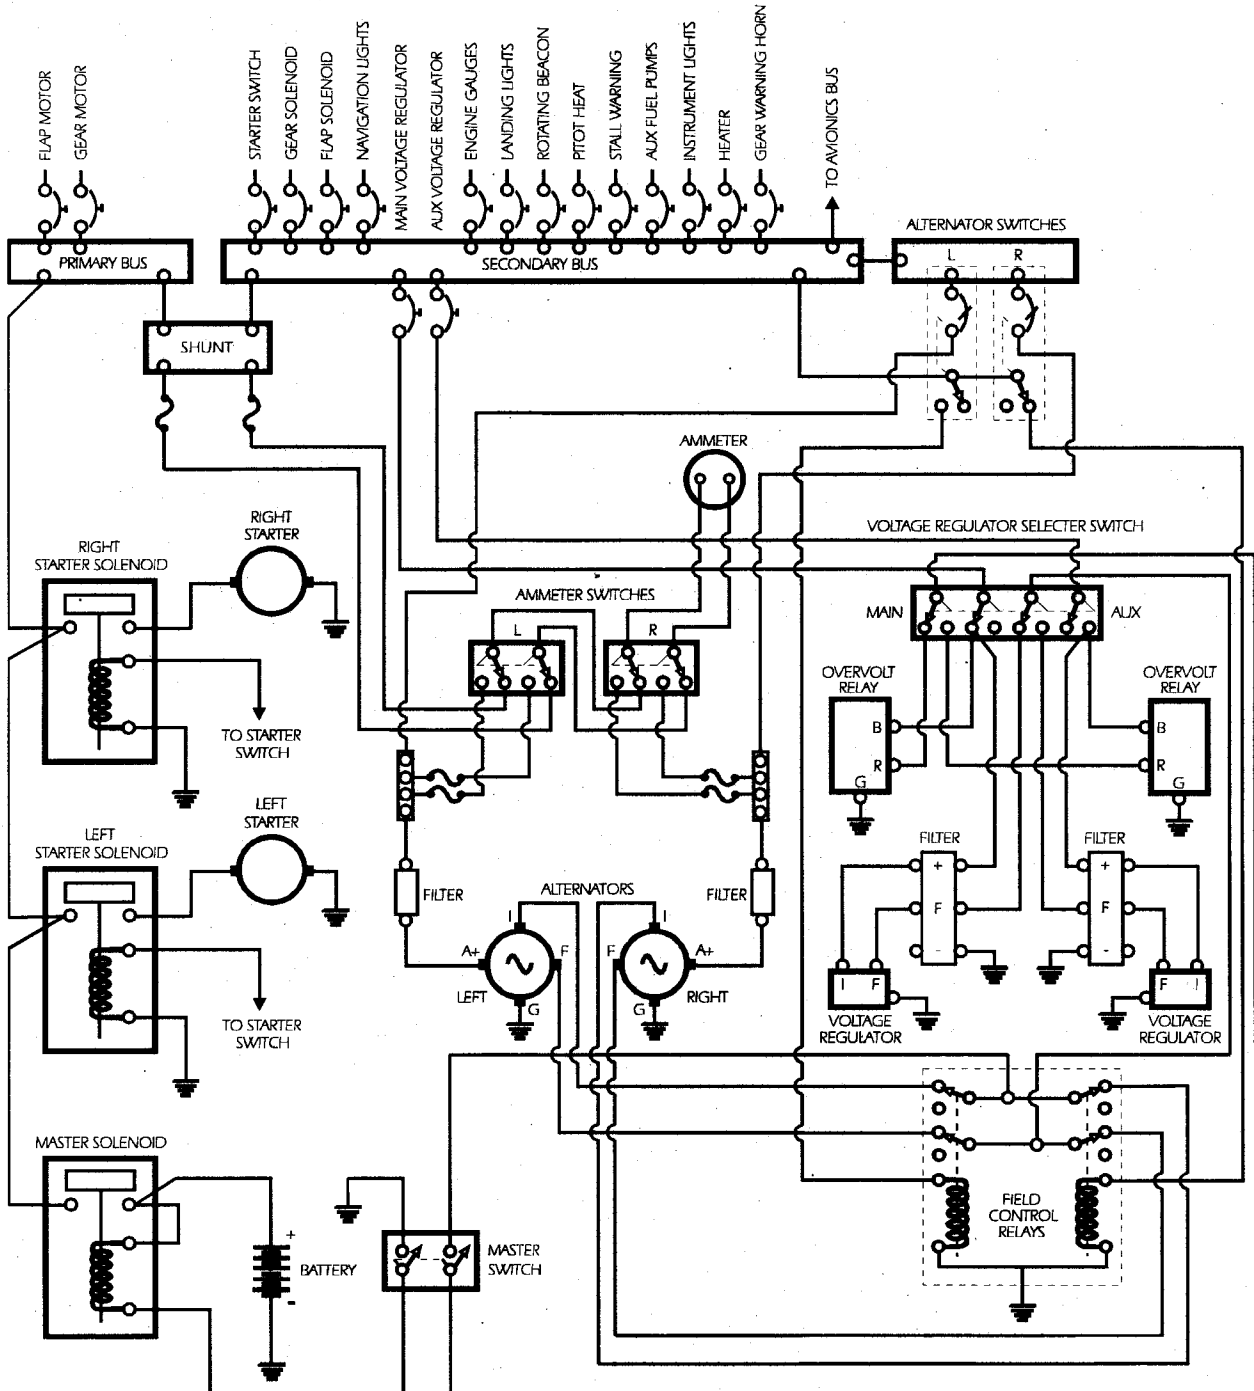 FLAP MOTOR
GEAR MOTOR
STARTER SWITCH
GEAR SOLENOID
FLAP SOLENOID
NAVIGATION LIGHTS
MAIN VOLTAGE REGULATOR
AUX VOLTAGE REGULATOR
ENGINE GAUGES
LANDING LIGHTS
ROTATING BEACON
PITOT HEAT
STALL WARNING
AUX FUEL PUMPS
INSTRUMENT LIGHTS
HEATER
GEAR WARNING HORN
TO AVIONICS BUS
ALTERNATOR SWITCHES
L
R
PRIMARY BUS
SECONDARY BUS
SHUNT
AMMETER
VOLTAGE REGULATOR SELECTER SWITCH
RIGHT
STARTER
RIGHT
STARTER SOLENOID
AMMETER SWITCHES
L
R
MAIN
AUX
OVERVOLT
RELAY
B
R
G
OVERVOLT
RELAY
B
R
G
TO STARTER
SWITCH
LEFT
STARTER
LEFT
STARTER SOLENOID
FILTER
ALTERNATORS
FILTER
FILTER
+
F
-
FILTER
+
F
-
I
A+
F
LEFT
G
I
F
A+
RIGHT
G
I
F
VOLTAGE
REGULATOR
F
I
VOLTAGE
REGULATOR
TO STARTER
SWITCH
MASTER SOLENOID
+
BATTERY
-
MASTER
SWITCH
FIELD
CONTROL
RELAYS